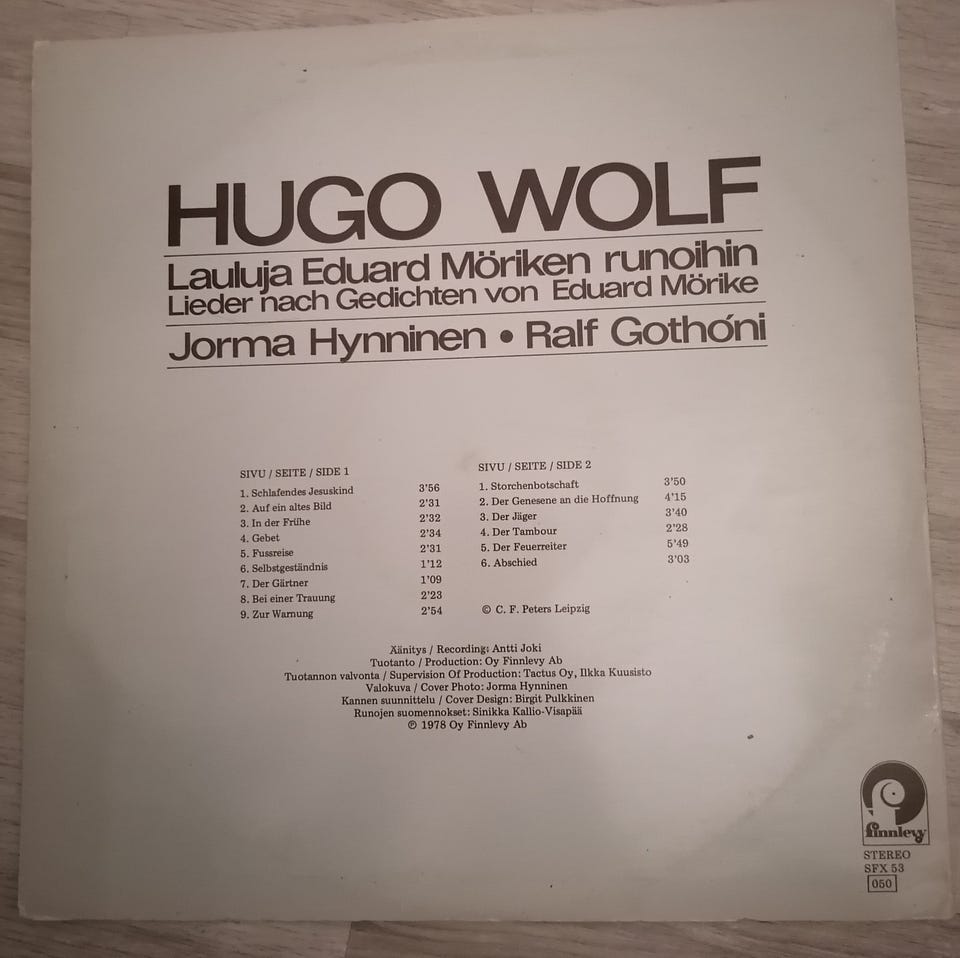 HUGO WOLF
Lauluja Eduard Möriken runoihin
Lieder nach Gedichten von Eduard Mörike
Jorma Hynninen • Ralf Gothóni
SIVU / SEITE / SIDE 1
1. Schlafendes Jesuskind 3’56
2. Auf ein altes Bild 2’31
3. In der Frühe 2’32
4. Gebet 2’34
5. Fussreise 2’31
6. Selbstgeständnis 1’12
7. Der Gärtner 1’09
8. Bei einer Trauung 2’23
9. Zur Warnung 2’54
SIVU / SEITE / SIDE 2
1. Storchenbotschaft 3’50
2. Der Genesene an die Hoffnung 4’15
3. Der Jäger 3’40
4. Der Tambour 2’28
5. Der Feuerreiter 5’49
6. Abschied 3’03
© C. F. Peters Leipzig
Äänitys / Recording: Antti Joki
Tuotanto / Production: Oy Finnlevy Ab
Tuotannon valvonta / Supervision Of Production: Tactus Oy, Ilkka Kuusisto
Valokuva / Cover Photo: Jorma Hynninen
Kannen suunnittelu / Cover Design: Birgit Pulkkinen
Runojen suomennokset: Sinikka Kallio-Visapää
℗ 1978 Oy Finnlevy Ab
finnlevy
STEREO
SFX 53
050